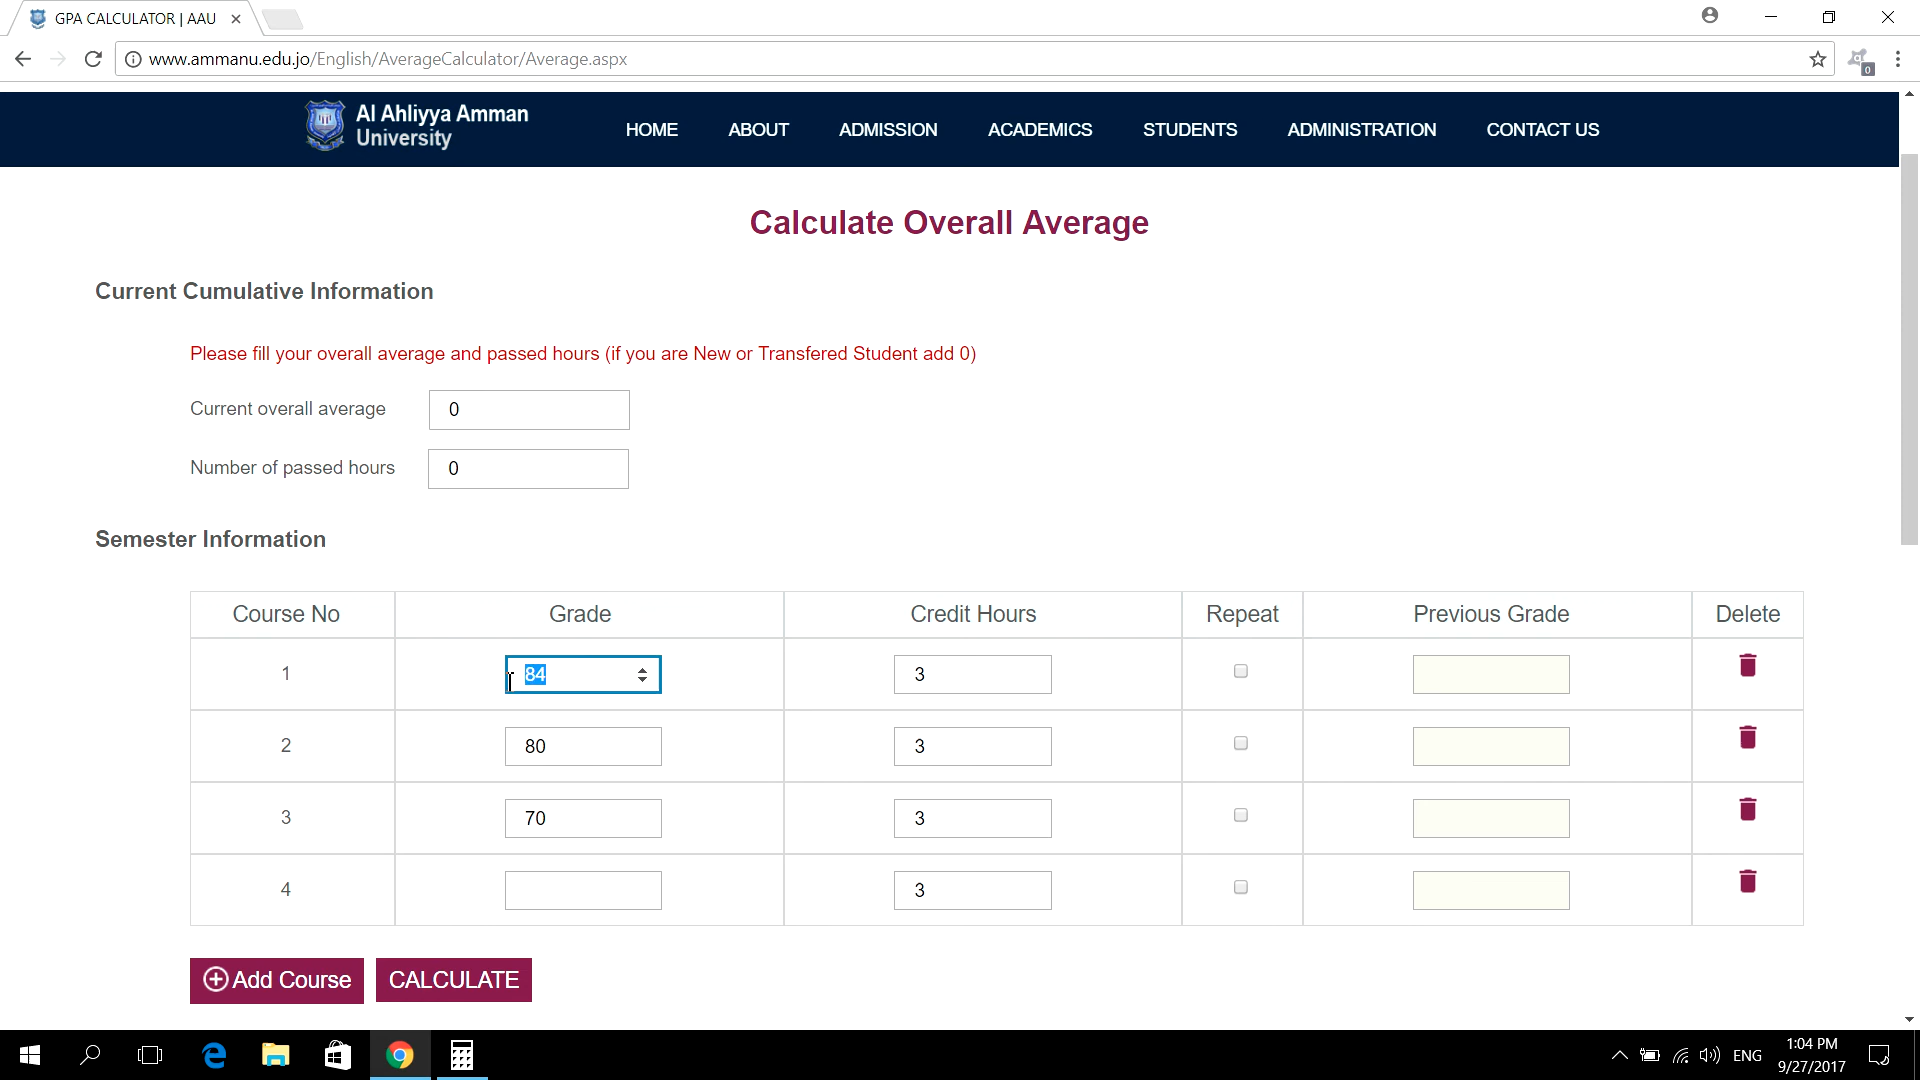 GPA CALCULATOR | AAU
www.ammanu.edu.jo/English/AverageCalculator/Average.aspx
0
Al Ahliyya Amman
University
HOME ABOUT ADMISSION ACADEMICS STUDENTS ADMINISTRATION CONTACT US
Calculate Overall Average
Current Cumulative Information
Please fill your overall average and passed hours (if you are New or Transfered Student add 0)
Current overall average 0
Number of passed hours 0
Semester Information
Course No Grade Credit Hours Repeat Previous Grade Delete
1 84 3
2 80 3
3 70 3
4 3
Add Course CALCULATE
ENG
1:04 PM
9/27/2017